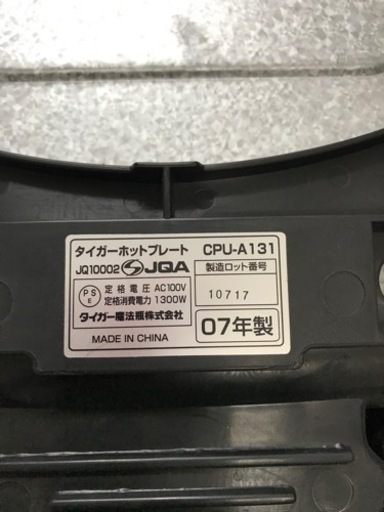 タイガーホットプレート CPU-A131
JQ10002 JQA 製造ロット番号
PSE 定格電圧 AC100V 10717
定格消費電力 1300W
タイガー魔法瓶株式会社 07年製
MADE IN CHINA